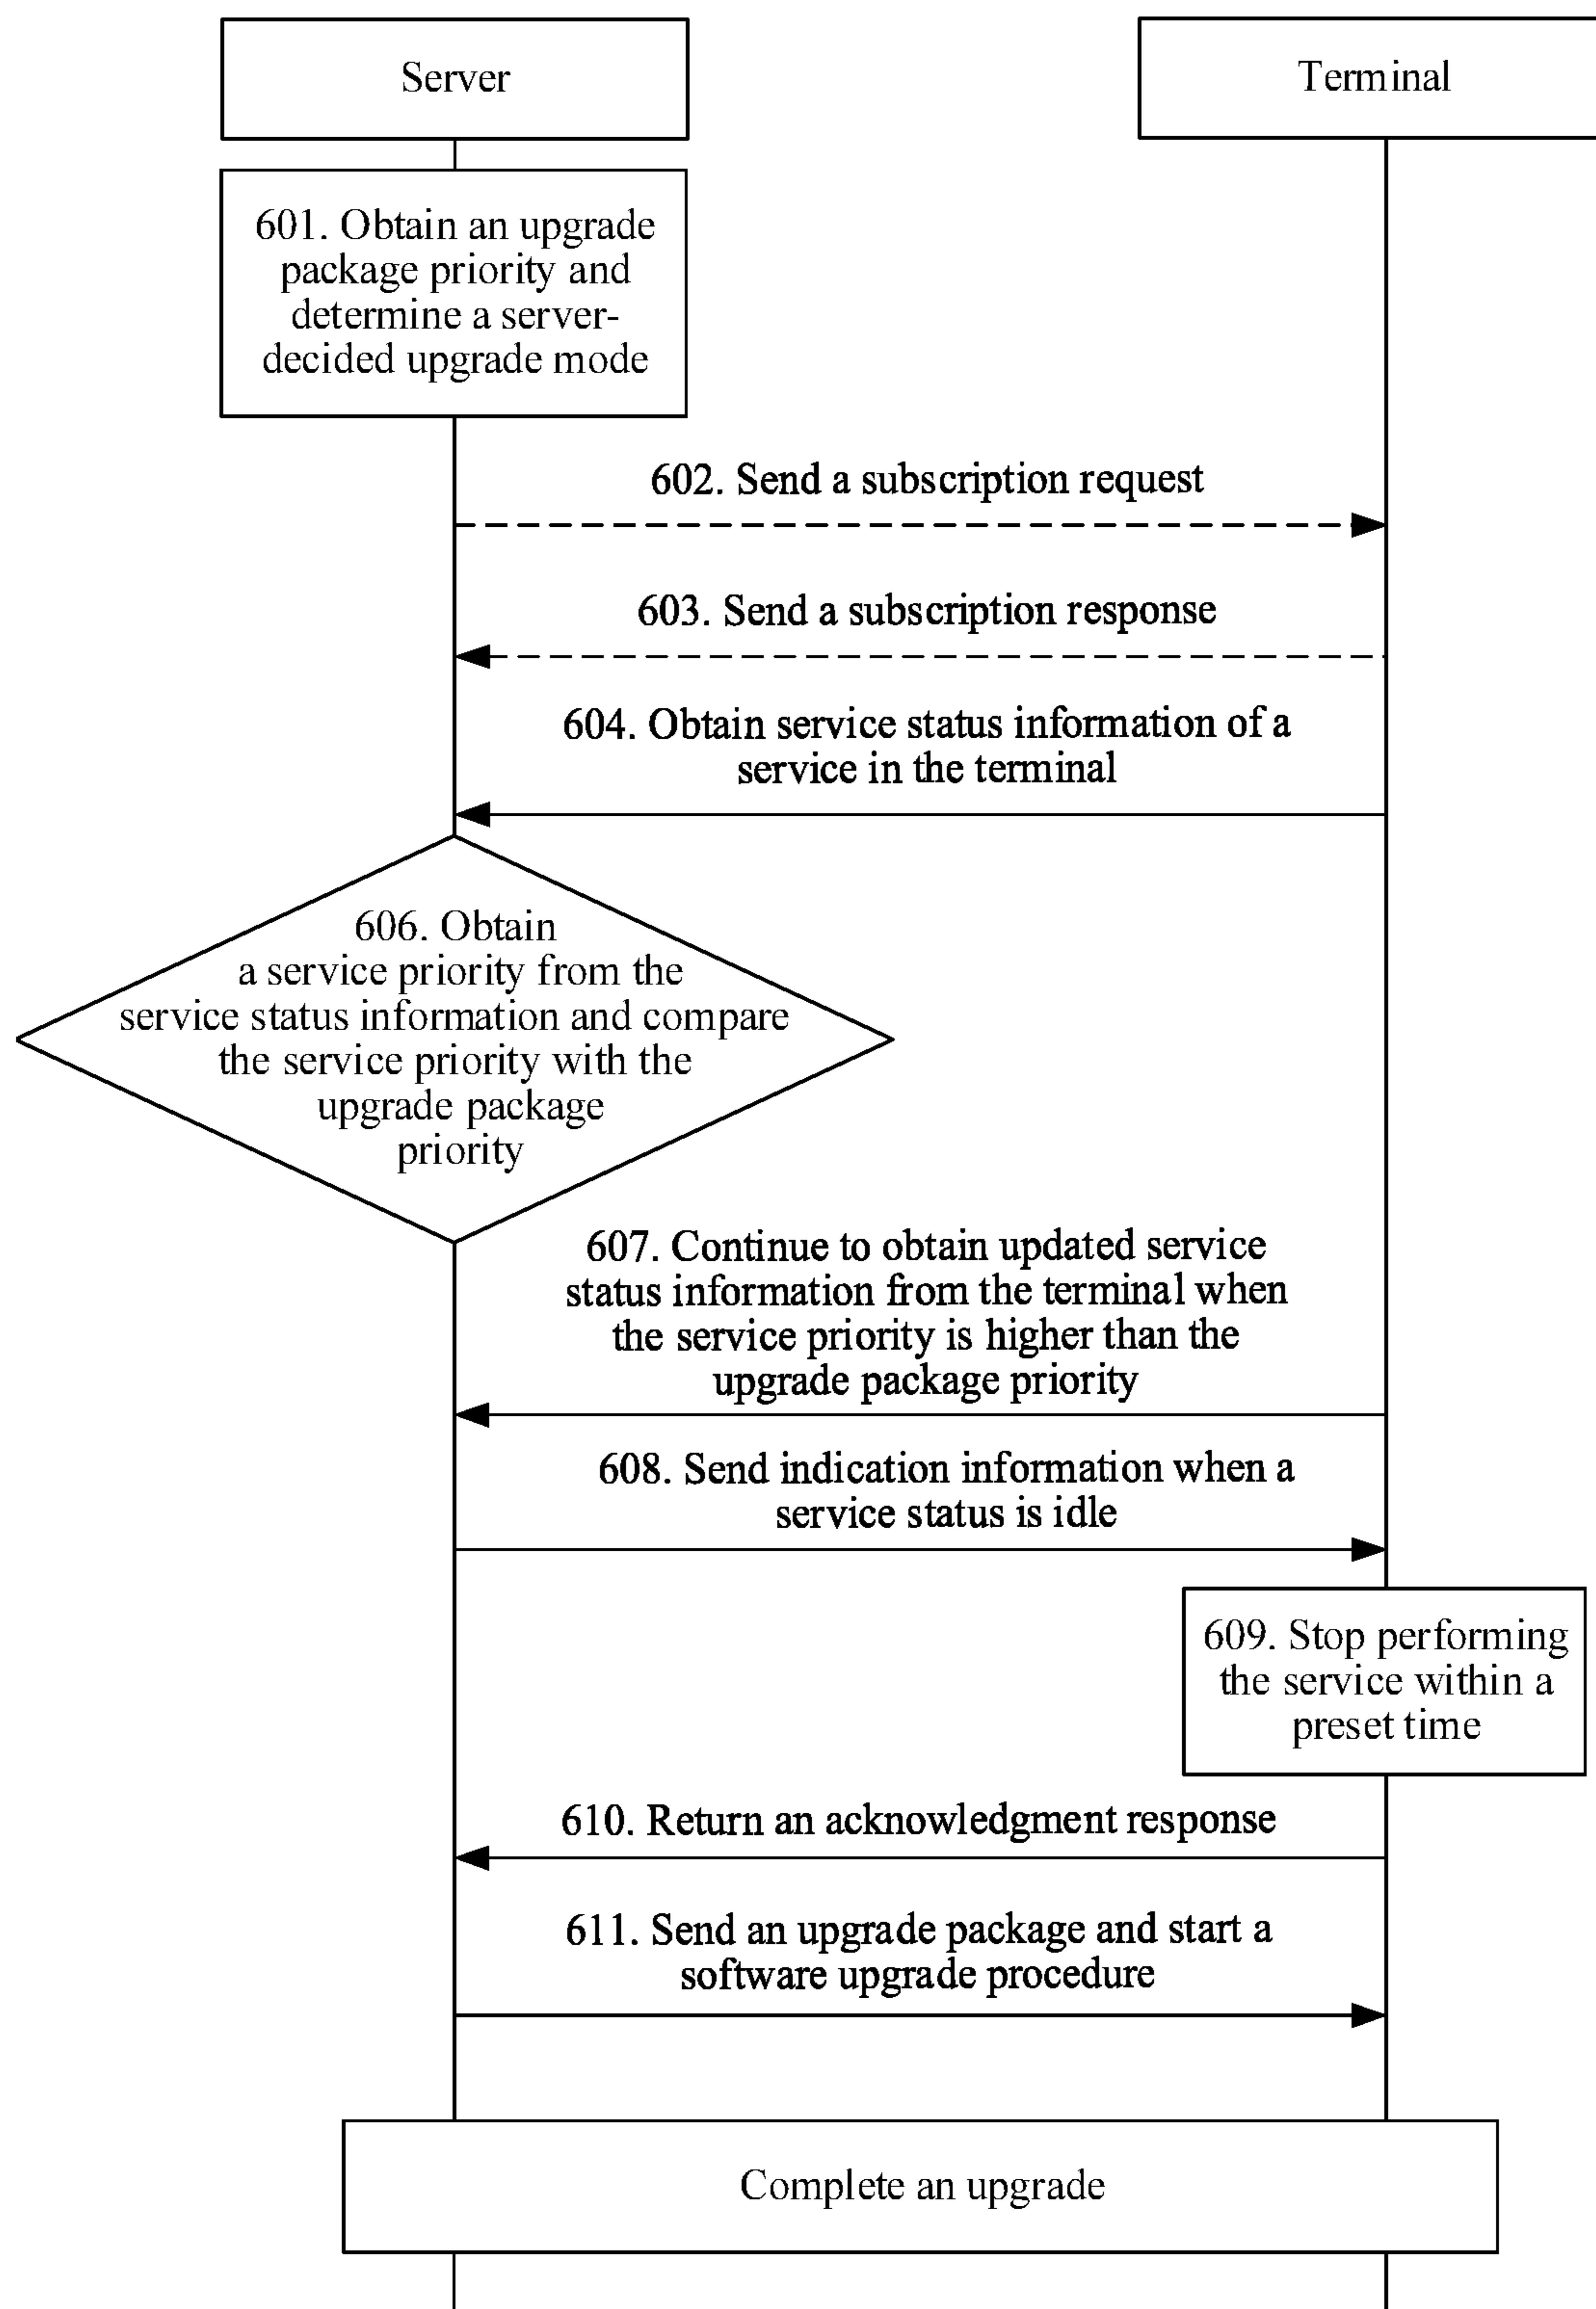 Server
Terminal
601. Obtain an upgrade
package priority and
determine a server-
decided upgrade mode
602. Send a subscription request
603. Send a subscription response
604. Obtain service status information of a
service in the terminal
606. Obtain
a service priority from the
service status information and compare
the service priority with the
upgrade package
priority
607. Continue to obtain updated service
status information from the terminal when
the service priority is higher than the
upgrade package priority
608. Send indication information when a
service status is idle
609. Stop performing
the service within a
preset time
610. Return an acknowledgment response
611. Send an upgrade package and start a
software upgrade procedure
Complete an upgrade